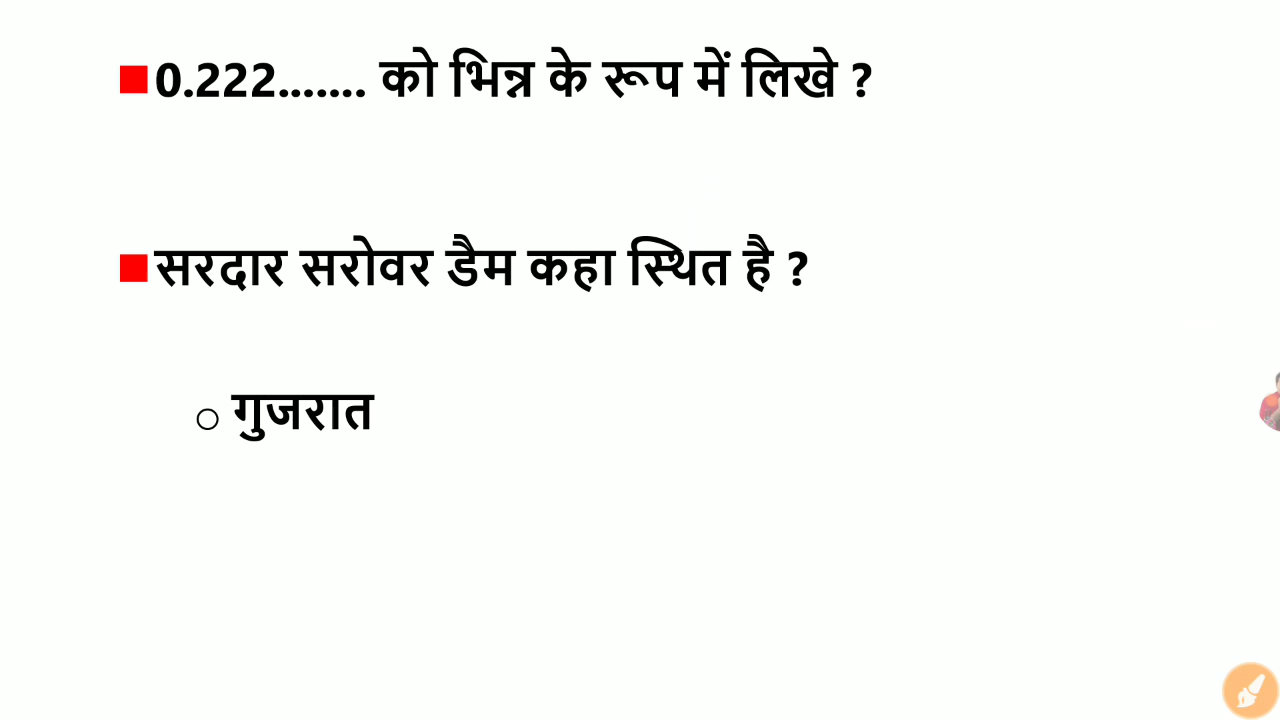 0.222....... को भिन्न के रूप में लिखे ?
सरदार सरोवर डैम कहा स्थित है ?
गुजरात